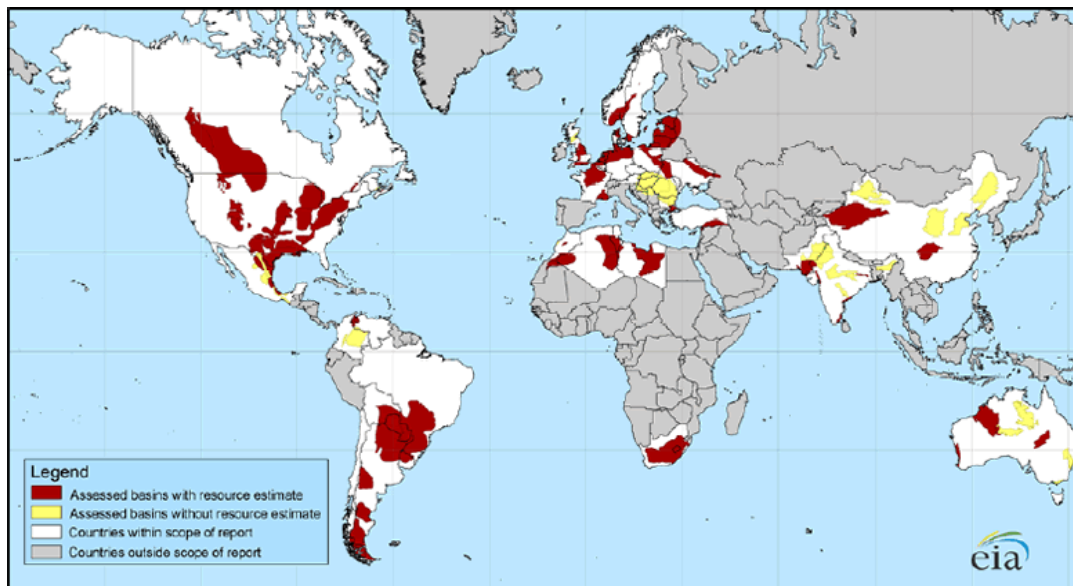 Legend
Assessed basins with resource estimate
Assessed basins without resource estimate
Countries within scope of report
Countries outside scope of report
eia